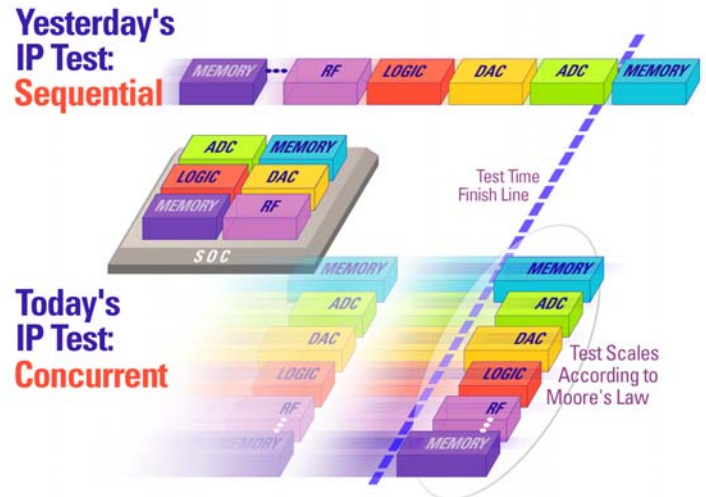 Yesterday's
IP Test:
Sequential
MEMORY RF LOGIC DAC ADC MEMORY
ADC MEMORY
LOGIC DAC
MEMORY RF
SOC
Test Time
Finish Line
Today's
IP Test:
Concurrent
MEMORY MEMORY
ADC ADC
DAC DAC
LOGIC LOGIC
RF RF
MEMORY MEMORY
Test Scales
According to
Moore's Law